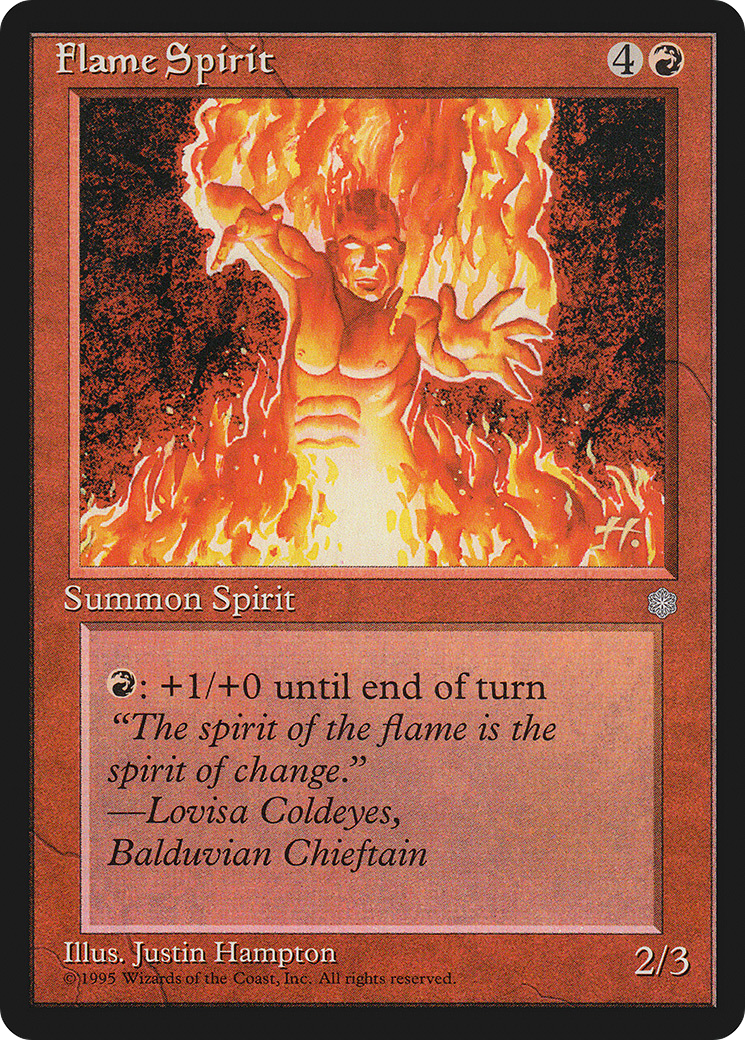 Flame Spirit 4
H.
Summon Spirit
: +1/+0 until end of turn
“The spirit of the flame is the
spirit of change.”
—Lovisa Coldeyes,
Balduvian Chieftain
Illus. Justin Hampton
2/3
©1995 Wizards of the Coast, Inc. All rights reserved.